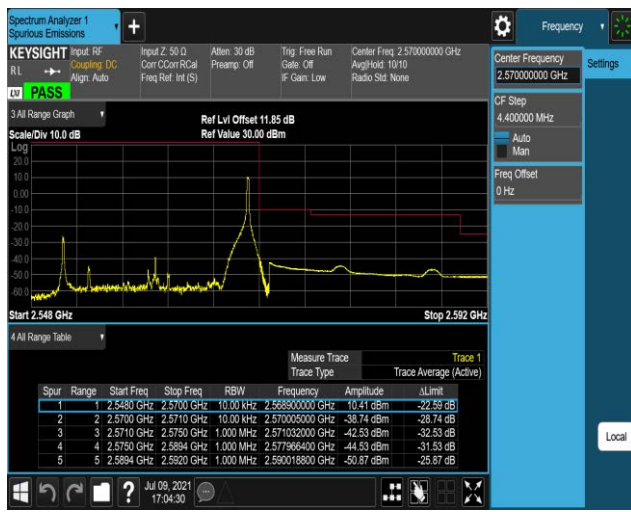 Spectrum Analyzer 1
Spurious Emissions
Frequency
KEYSIGHT Input: RF Input Z: 50 Ω Atten: 30 dB Trig: Free Run Center Freq: 2.570000000 GHz
RL Coupling: DC Corr CCorr RCal Preamp: Off Gate: Off Avg|Hold: 10/10
Align: Auto Freq Ref: Int (S) IF Gain: Low Radio Std: None
LXI PASS
3 All Range Graph
Ref Lvl Offset 11.85 dB
Scale/Div 10.0 dB Ref Value 30.00 dBm
Log
20.0
10.0
0.00
-10.0
-20.0
-30.0
-40.0
-50.0
-60.0
Start 2.548 GHz Stop 2.592 GHz
4 All Range Table
Measure Trace Trace 1
Trace Type Trace Average (Active)
Spur Range Start Freq Stop Freq RBW Frequency Amplitude ΔLimit
1 1 2.5480 GHz 2.5700 GHz 10.00 kHz 2.568900000 GHz 10.41 dBm -22.59 dB
2 2 2.5700 GHz 2.5710 GHz 10.00 kHz 2.570005000 GHz -38.74 dBm -28.74 dB
3 3 2.5710 GHz 2.5750 GHz 1.000 MHz 2.571032000 GHz -42.53 dBm -32.53 dB
4 4 2.5750 GHz 2.5894 GHz 1.000 MHz 2.577966400 GHz -44.53 dBm -31.53 dB
5 5 2.5894 GHz 2.5920 GHz 1.000 MHz 2.590018800 GHz -50.87 dBm -25.87 dB
Jul 09, 2021
17:04:30
Center Frequency
2.570000000 GHz
Settings
CF Step
4.400000 MHz
Auto
Man
Freq Offset
0 Hz
Local